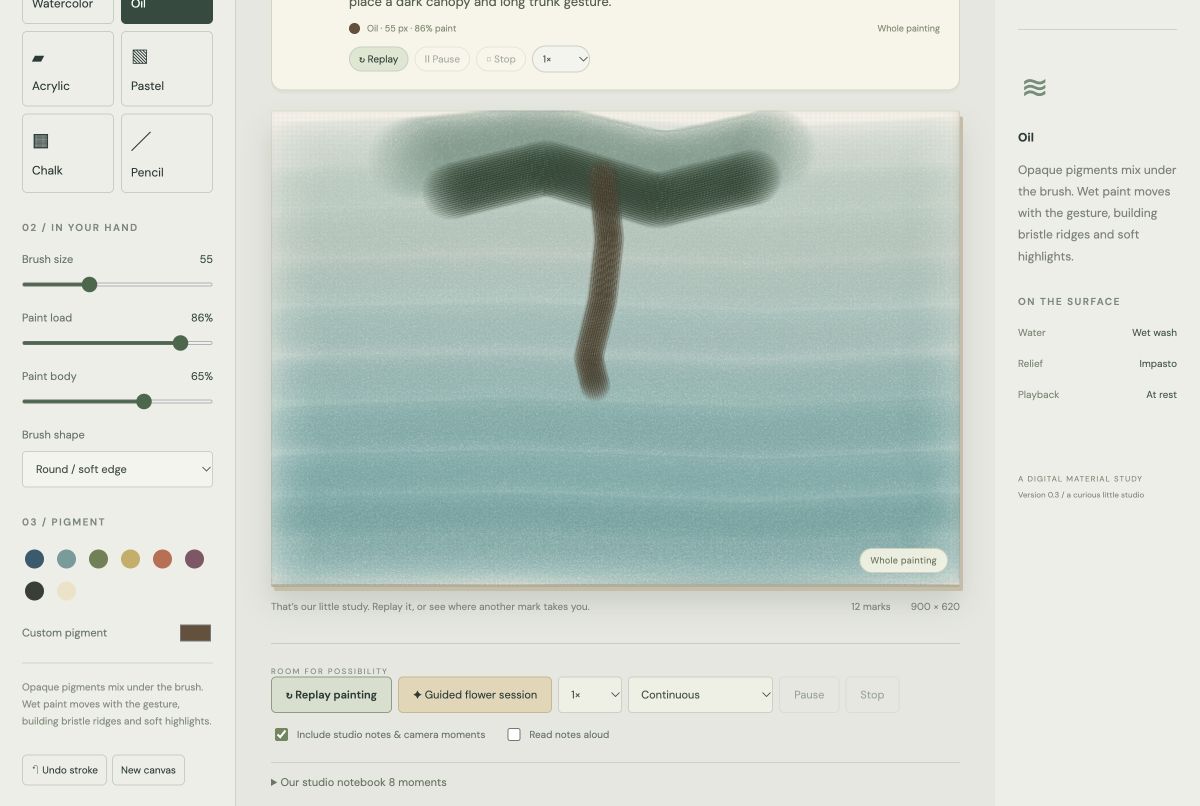 Watercolor
Oil
Acrylic
Pastel
Chalk
Pencil
02 / IN YOUR HAND
Brush size 55
Paint load 86%
Paint body 65%
Brush shape
Round / soft edge
03 / PIGMENT
Custom pigment
Opaque pigments mix under the brush.
Wet paint moves with the gesture,
building bristle ridges and soft highlights.
Undo stroke
New canvas
place a dark canopy and long trunk gesture.
Oil · 55 px · 86% paint
Whole painting
↻ Replay
II Pause
▫ Stop
1×
Whole painting
That's our little study. Replay it, or see where another mark takes you.
12 marks
900 × 620
ROOM FOR POSSIBILITY
↻ Replay painting
✦ Guided flower session
1×
Continuous
Pause
Stop
Include studio notes & camera moments
Read notes aloud
▶ Our studio notebook 8 moments
Oil
Opaque pigments mix under
the brush. Wet paint moves
with the gesture, building
bristle ridges and soft
highlights.
ON THE SURFACE
Water Wet wash
Relief Impasto
Playback At rest
A DIGITAL MATERIAL STUDY
Version 0.3 / a curious little studio